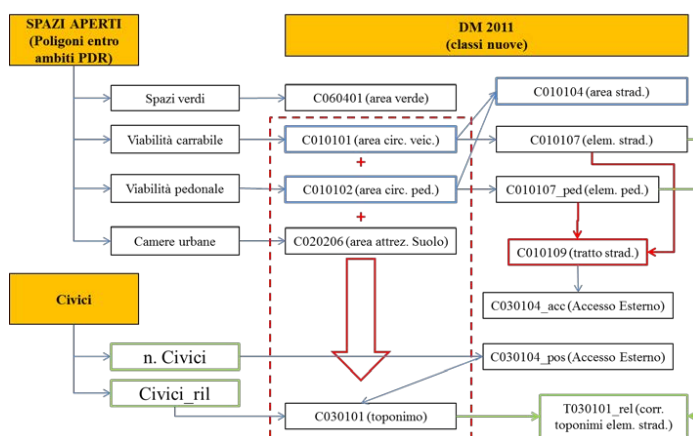 SPAZI APERTI
(Poligoni entro
ambiti PDR)
DM 2011
(classi nuove)
Spazi verdi
C060401 (area verde)
C010104 (area strad.)
Viabilità carrabile
C010101 (area circ. veic.)
C010107 (elem. strad.)
+
Viabilità pedonale
C010102 (area circ. ped.)
C010107_ped (elem. ped.)
+
Camere urbane
C020206 (area attrez. Suolo)
C010109 (tratto strad.)
Civici
C030104_acc (Accesso Esterno)
n. Civici
C030104_pos (Accesso Esterno)
Civici_ril
C030101 (toponimo)
T030101_rel (corr.
toponimi elem. strad.)